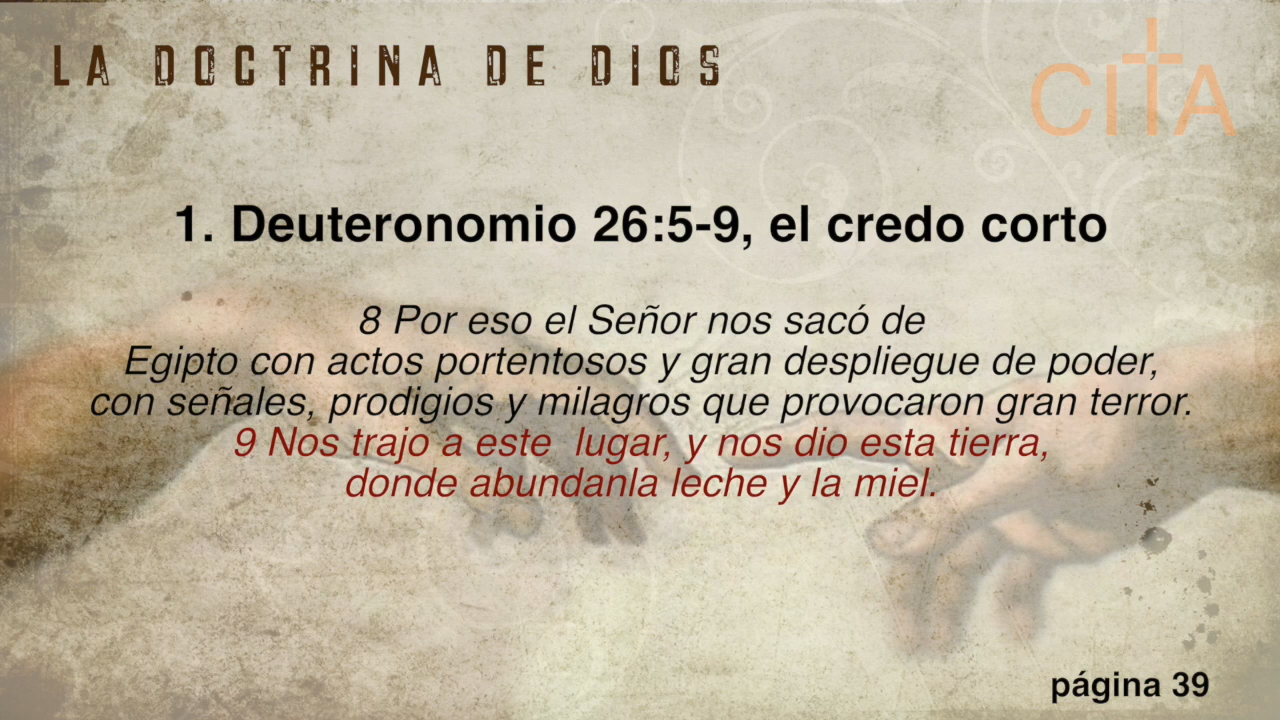 LA DOCTRINA DE DIOS
CITA
1. Deuteronomio 26:5-9, el credo corto
8 Por eso el Señor nos sacó de
Egipto con actos portentosos y gran despliegue de poder,
con señales, prodigios y milagros que provocaron gran terror.
9 Nos trajo a este  lugar, y nos dio esta tierra,
donde abundanla leche y la miel.
página 39